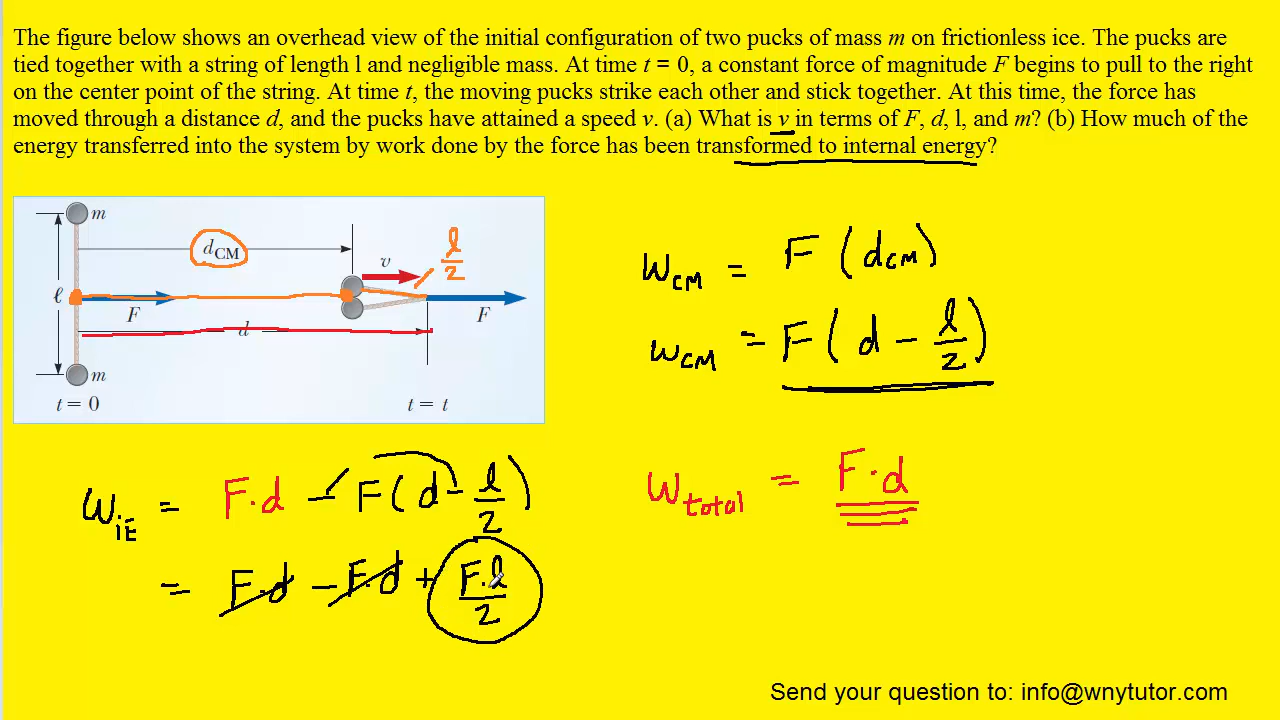 The figure below shows an overhead view of the initial configuration of two pucks of mass m on frictionless ice. The pucks are
tied together with a string of length l and negligible mass. At time t = 0, a constant force of magnitude F begins to pull to the right
on the center point of the string. At time t, the moving pucks strike each other and stick together. At this time, the force has
moved through a distance d, and the pucks have attained a speed v. (a) What is v in terms of F, d, l, and m? (b) How much of the
energy transferred into the system by work done by the force has been transformed to internal energy?
m
d_CM
v
ℓ/2
ℓ
F
F
d
m
t = 0
t = t
W_CM = F (d_CM)
W_CM = F ( d - ℓ/2 )
W_total = F·d
W_iE = F·d - F( d - ℓ/2 )
= F·d - F·d + F·ℓ/2
Send your question to: info@wnytutor.com